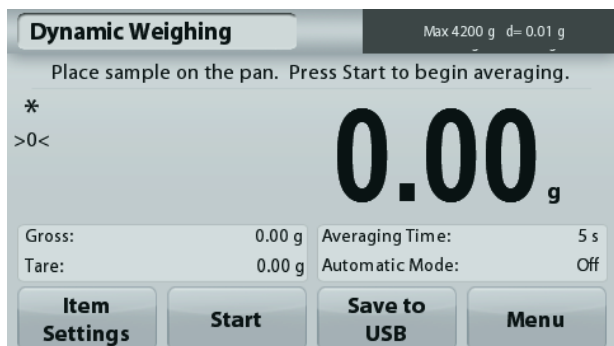 Dynamic Weighing
Max 4200 g d= 0.01 g
Place sample on the pan. Press Start to begin averaging.
*
>0<
0.00 g
Gross: 0.00 g
Tare: 0.00 g
Averaging Time: 5 s
Automatic Mode: Off
Item
Settings
Start
Save to
USB
Menu